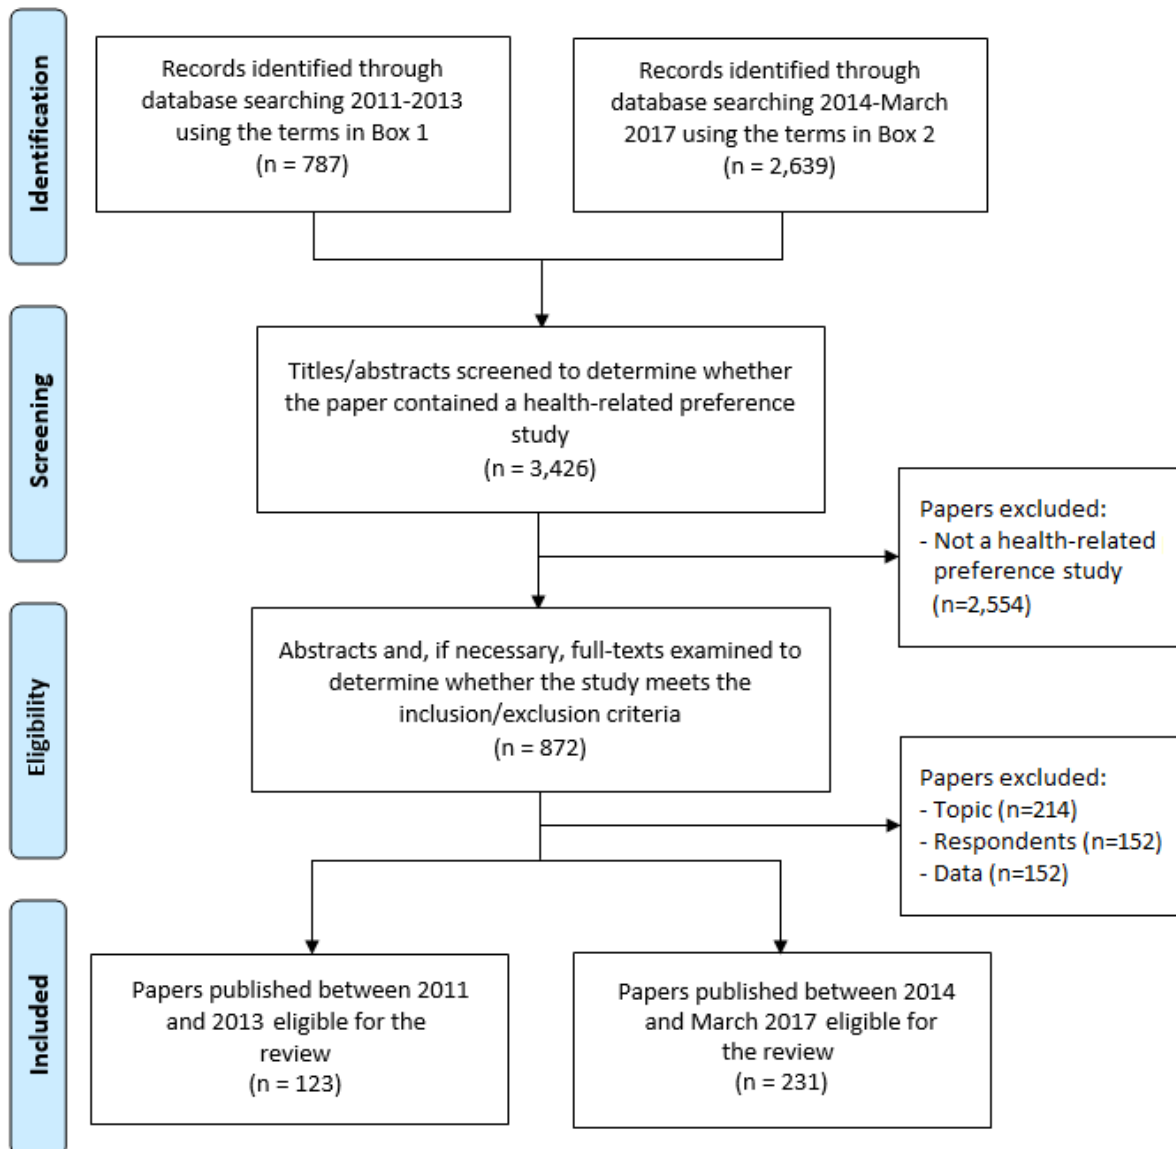 Identification
Records identified through
database searching 2011-2013
using the terms in Box 1
(n = 787)
Records identified through
database searching 2014-March
2017 using the terms in Box 2
(n = 2,639)
Screening
Titles/abstracts screened to determine whether
the paper contained a health-related preference
study
(n = 3,426)
Papers excluded:
- Not a health-related
preference study
(n=2,554)
Eligibility
Abstracts and, if necessary, full-texts examined to
determine whether the study meets the
inclusion/exclusion criteria
(n = 872)
Papers excluded:
- Topic (n=214)
- Respondents (n=152)
- Data (n=152)
Included
Papers published between 2011
and 2013 eligible for the
review
(n = 123)
Papers published between 2014
and March 2017 eligible for
the review
(n = 231)